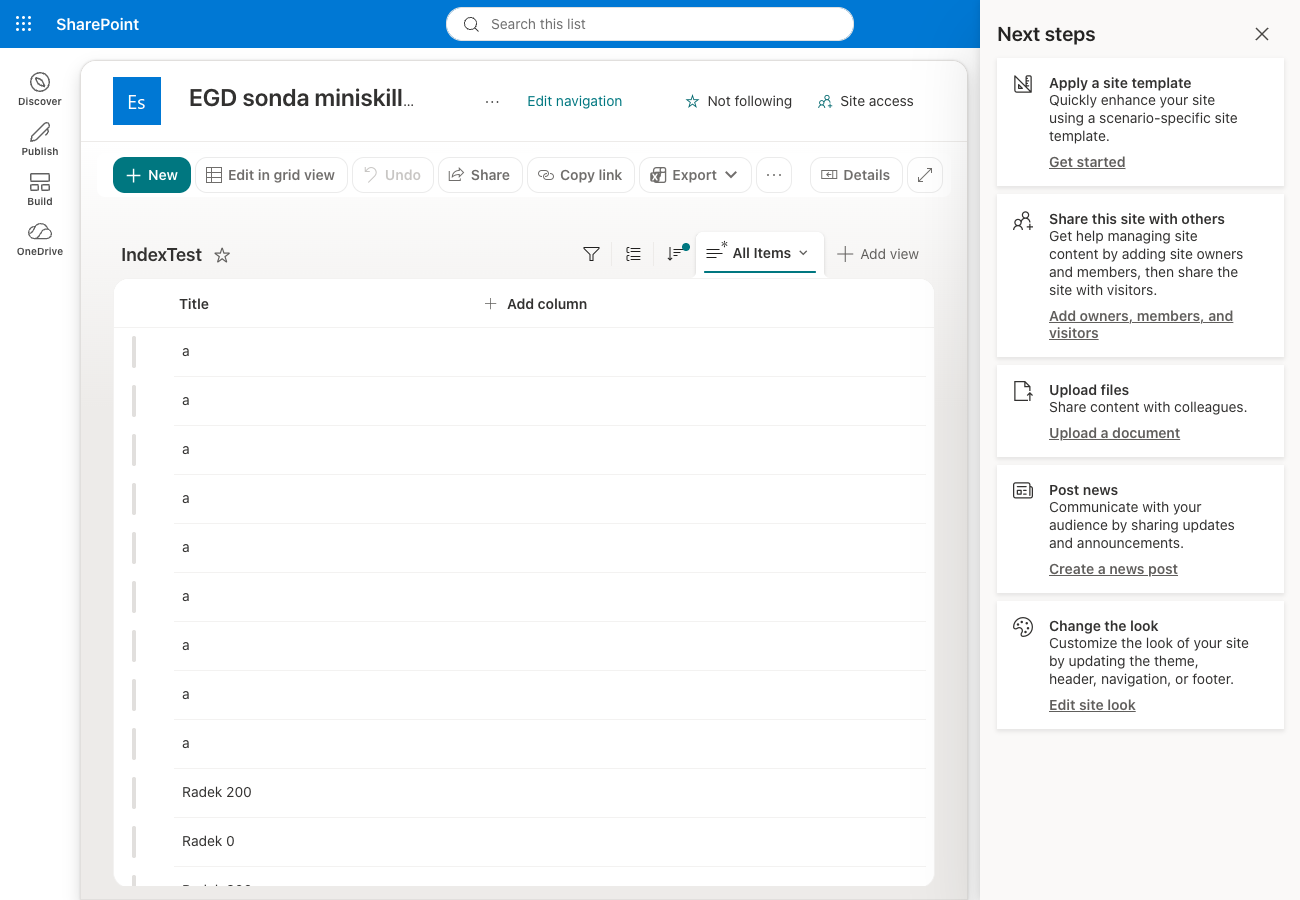 SharePoint
Search this list
Discover
Publish
Build
OneDrive
Es
EGD sonda miniskill...
...
Edit navigation
Not following
Site access
New
Edit in grid view
Undo
Share
Copy link
Export
...
Details
IndexTest
All Items
Add view
Title
Add column
a
a
a
a
a
a
a
a
a
Radek 200
Radek 0
Next steps
Apply a site template
Quickly enhance your site
using a scenario-specific site
template.
Get started
Share this site with others
Get help managing site
content by adding site owners
and members, then share the
site with visitors.
Add owners, members, and
visitors
Upload files
Share content with colleagues.
Upload a document
Post news
Communicate with your
audience by sharing updates
and announcements.
Create a news post
Change the look
Customize the look of your site
by updating the theme,
header, navigation, or footer.
Edit site look